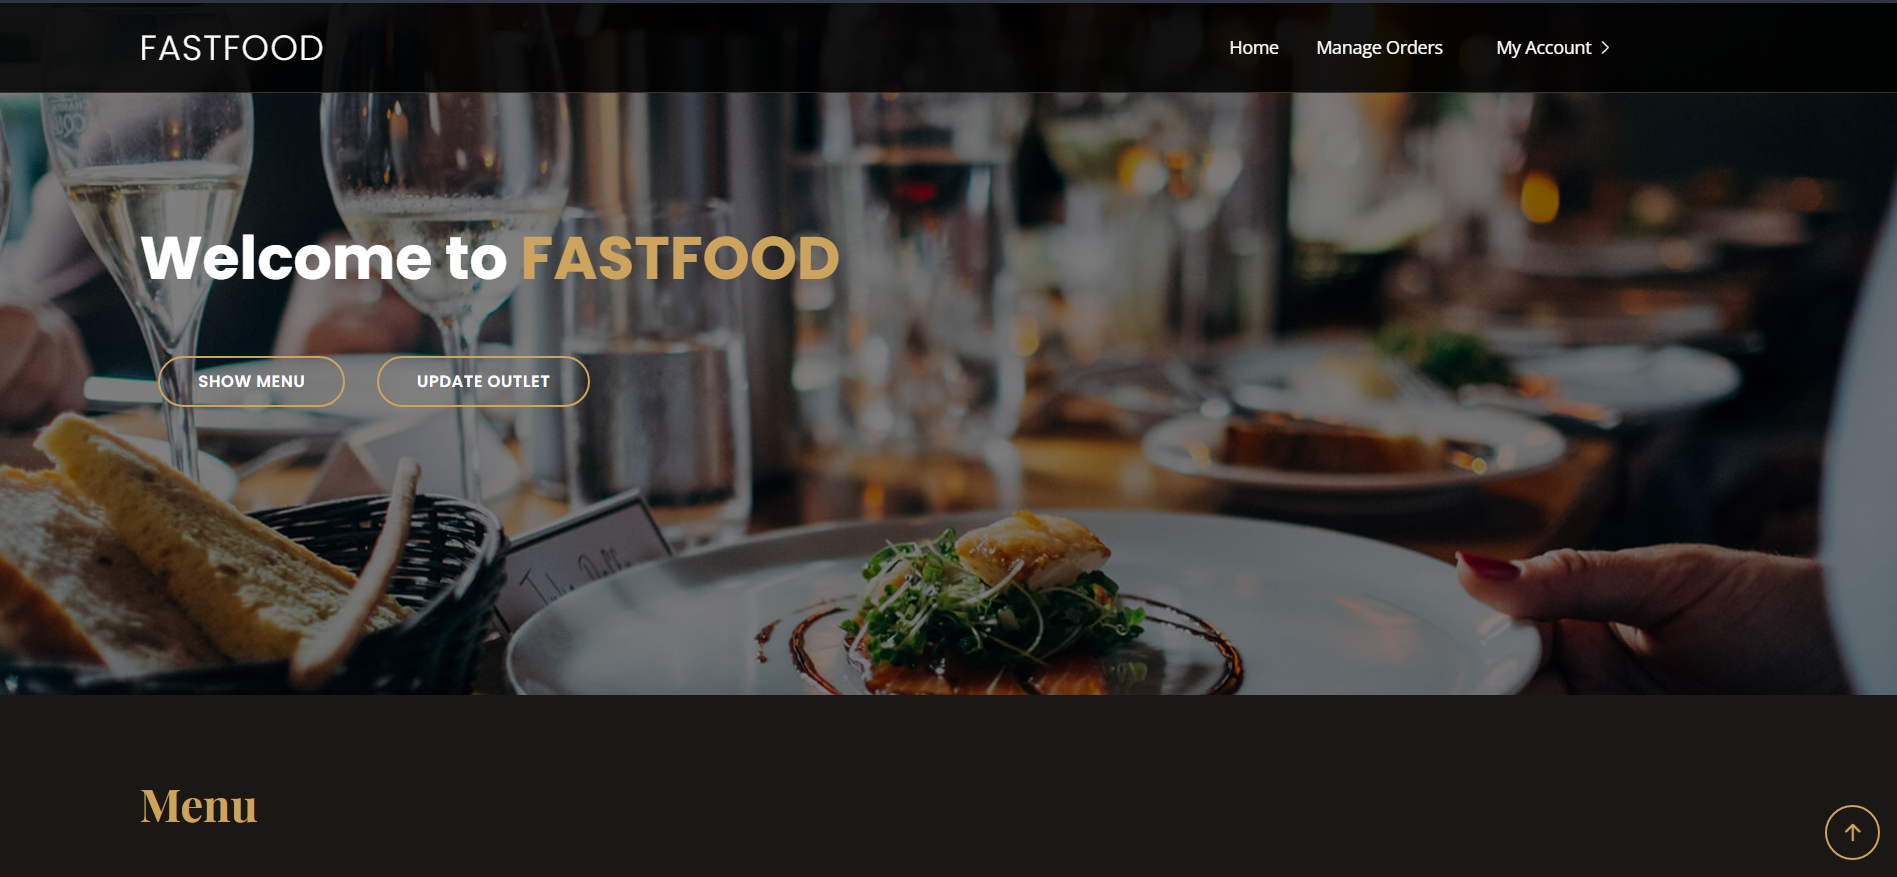 FASTFOOD
Home Manage Orders My Account
Welcome to FASTFOOD
SHOW MENU UPDATE OUTLET
Menu